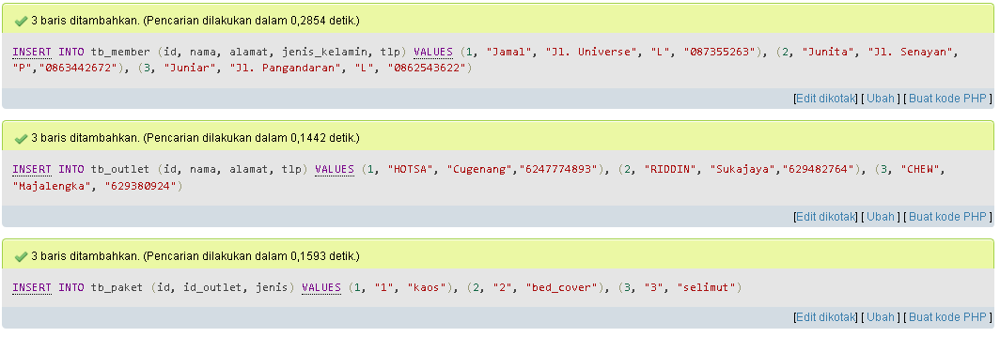 3 baris ditambahkan. (Pencarian dilakukan dalam 0,2854 detik.)
INSERT INTO tb_member (id, nama, alamat, jenis_kelamin, tlp) VALUES (1, "Jamal", "Jl. Universe", "L", "087355263"), (2, "Junita", "Jl. Senayan",
"P","0863442672"), (3, "Juniar", "Jl. Pangandaran", "L", "0862543622")
[Edit dikotak] [ Ubah ] [ Buat kode PHP ]
3 baris ditambahkan. (Pencarian dilakukan dalam 0,1442 detik.)
INSERT INTO tb_outlet (id, nama, alamat, tlp) VALUES (1, "HOTSA", "Cugenang","6247774893"), (2, "RIDDIN", "Sukajaya","629482764"), (3, "CHEW",
"Majalengka", "629380924")
[Edit dikotak] [ Ubah ] [ Buat kode PHP ]
3 baris ditambahkan. (Pencarian dilakukan dalam 0,1593 detik.)
INSERT INTO tb_paket (id, id_outlet, jenis) VALUES (1, "1", "kaos"), (2, "2", "bed_cover"), (3, "3", "selimut")
[Edit dikotak] [ Ubah ] [ Buat kode PHP ]